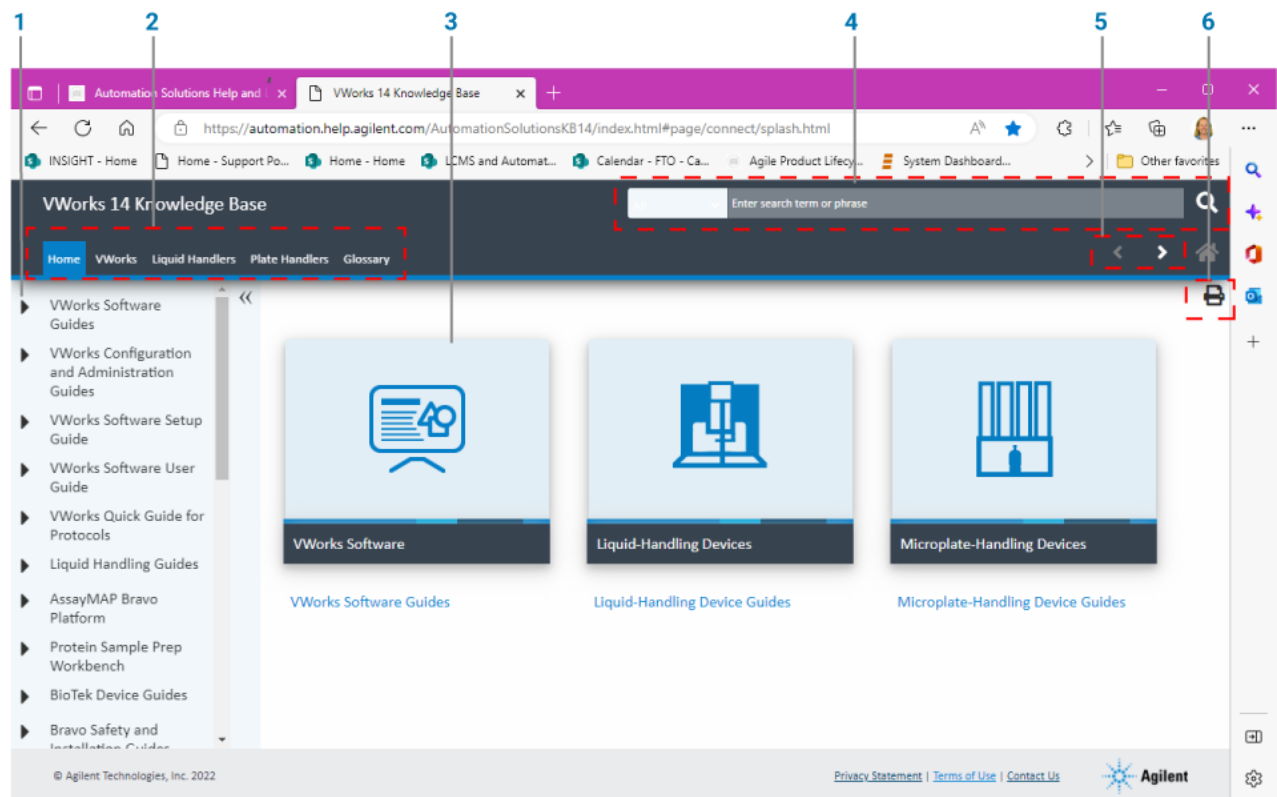 1 2 3 4 5 6
Automation Solutions Help and
VWorks 14 Knowledge Base
https://automation.help.agilent.com/AutomationSolutionsKB14/index.html#page/connect/splash.html
INSIGHT - Home
Home - Support Po...
Home - Home
LCMS and Automat...
Calendar - FTO - Ca...
Agile Product Lifecy...
System Dashboard...
Other favorites
VWorks 14 Knowledge Base
All
Enter search term or phrase
Home VWorks Liquid Handlers Plate Handlers Glossary
VWorks Software
Guides
VWorks Configuration
and Administration
Guides
VWorks Software Setup
Guide
VWorks Software User
Guide
VWorks Quick Guide for
Protocols
Liquid Handling Guides
AssayMAP Bravo
Platform
Protein Sample Prep
Workbench
BioTek Device Guides
Bravo Safety and
Installation Guides
VWorks Software
Liquid-Handling Devices
Microplate-Handling Devices
VWorks Software Guides
Liquid-Handling Device Guides
Microplate-Handling Device Guides
© Agilent Technologies, Inc. 2022
Privacy Statement | Terms of Use | Contact Us
Agilent